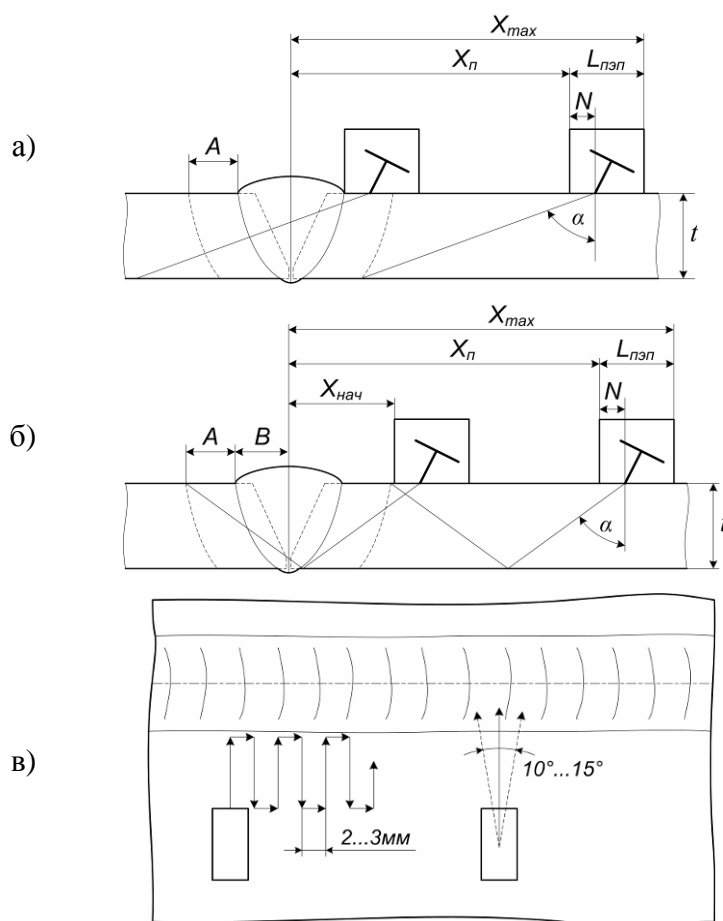 X_max
X_п
L_пэп
N
а)
A
α
t
X_max
X_п
L_пэп
X_нач
N
б)
A
B
α
t
10°...15°
в)
2...3мм